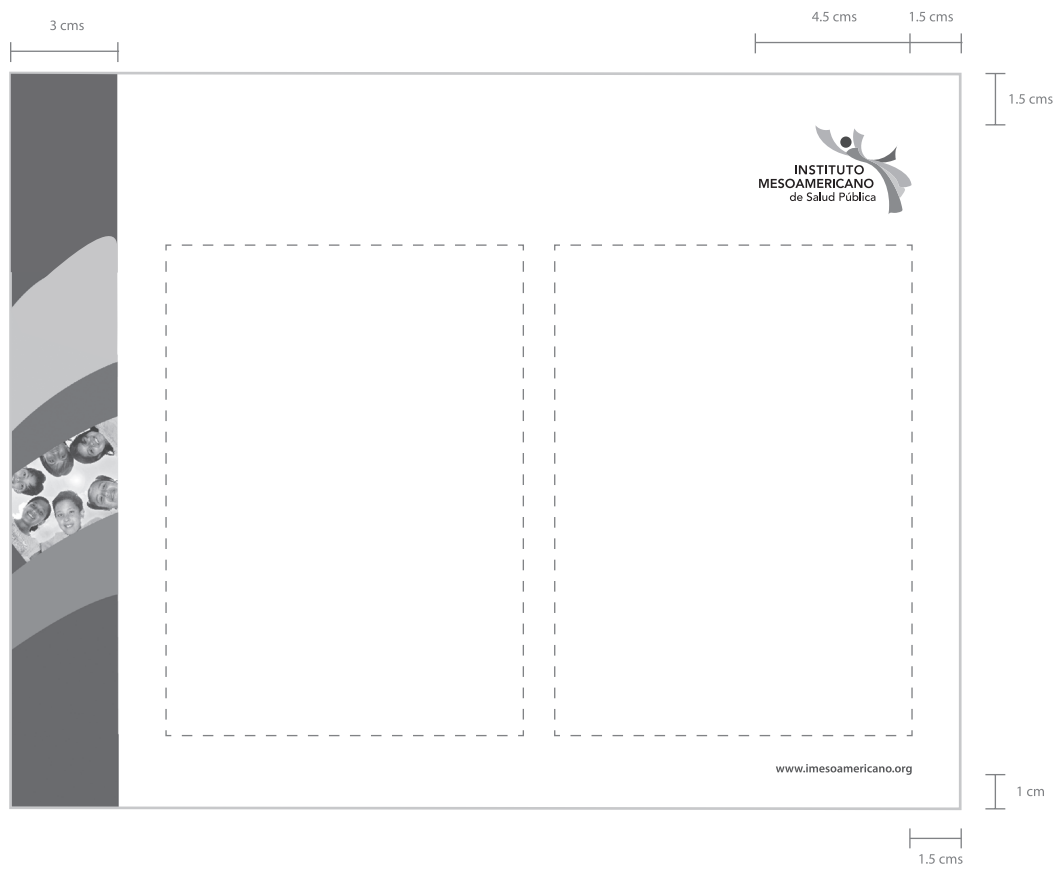 3 cms
4.5 cms
1.5 cms
1.5 cms
INSTITUTO
MESOAMERICANO
de Salud Pública
www.imesoamericano.org
1 cm
1.5 cms